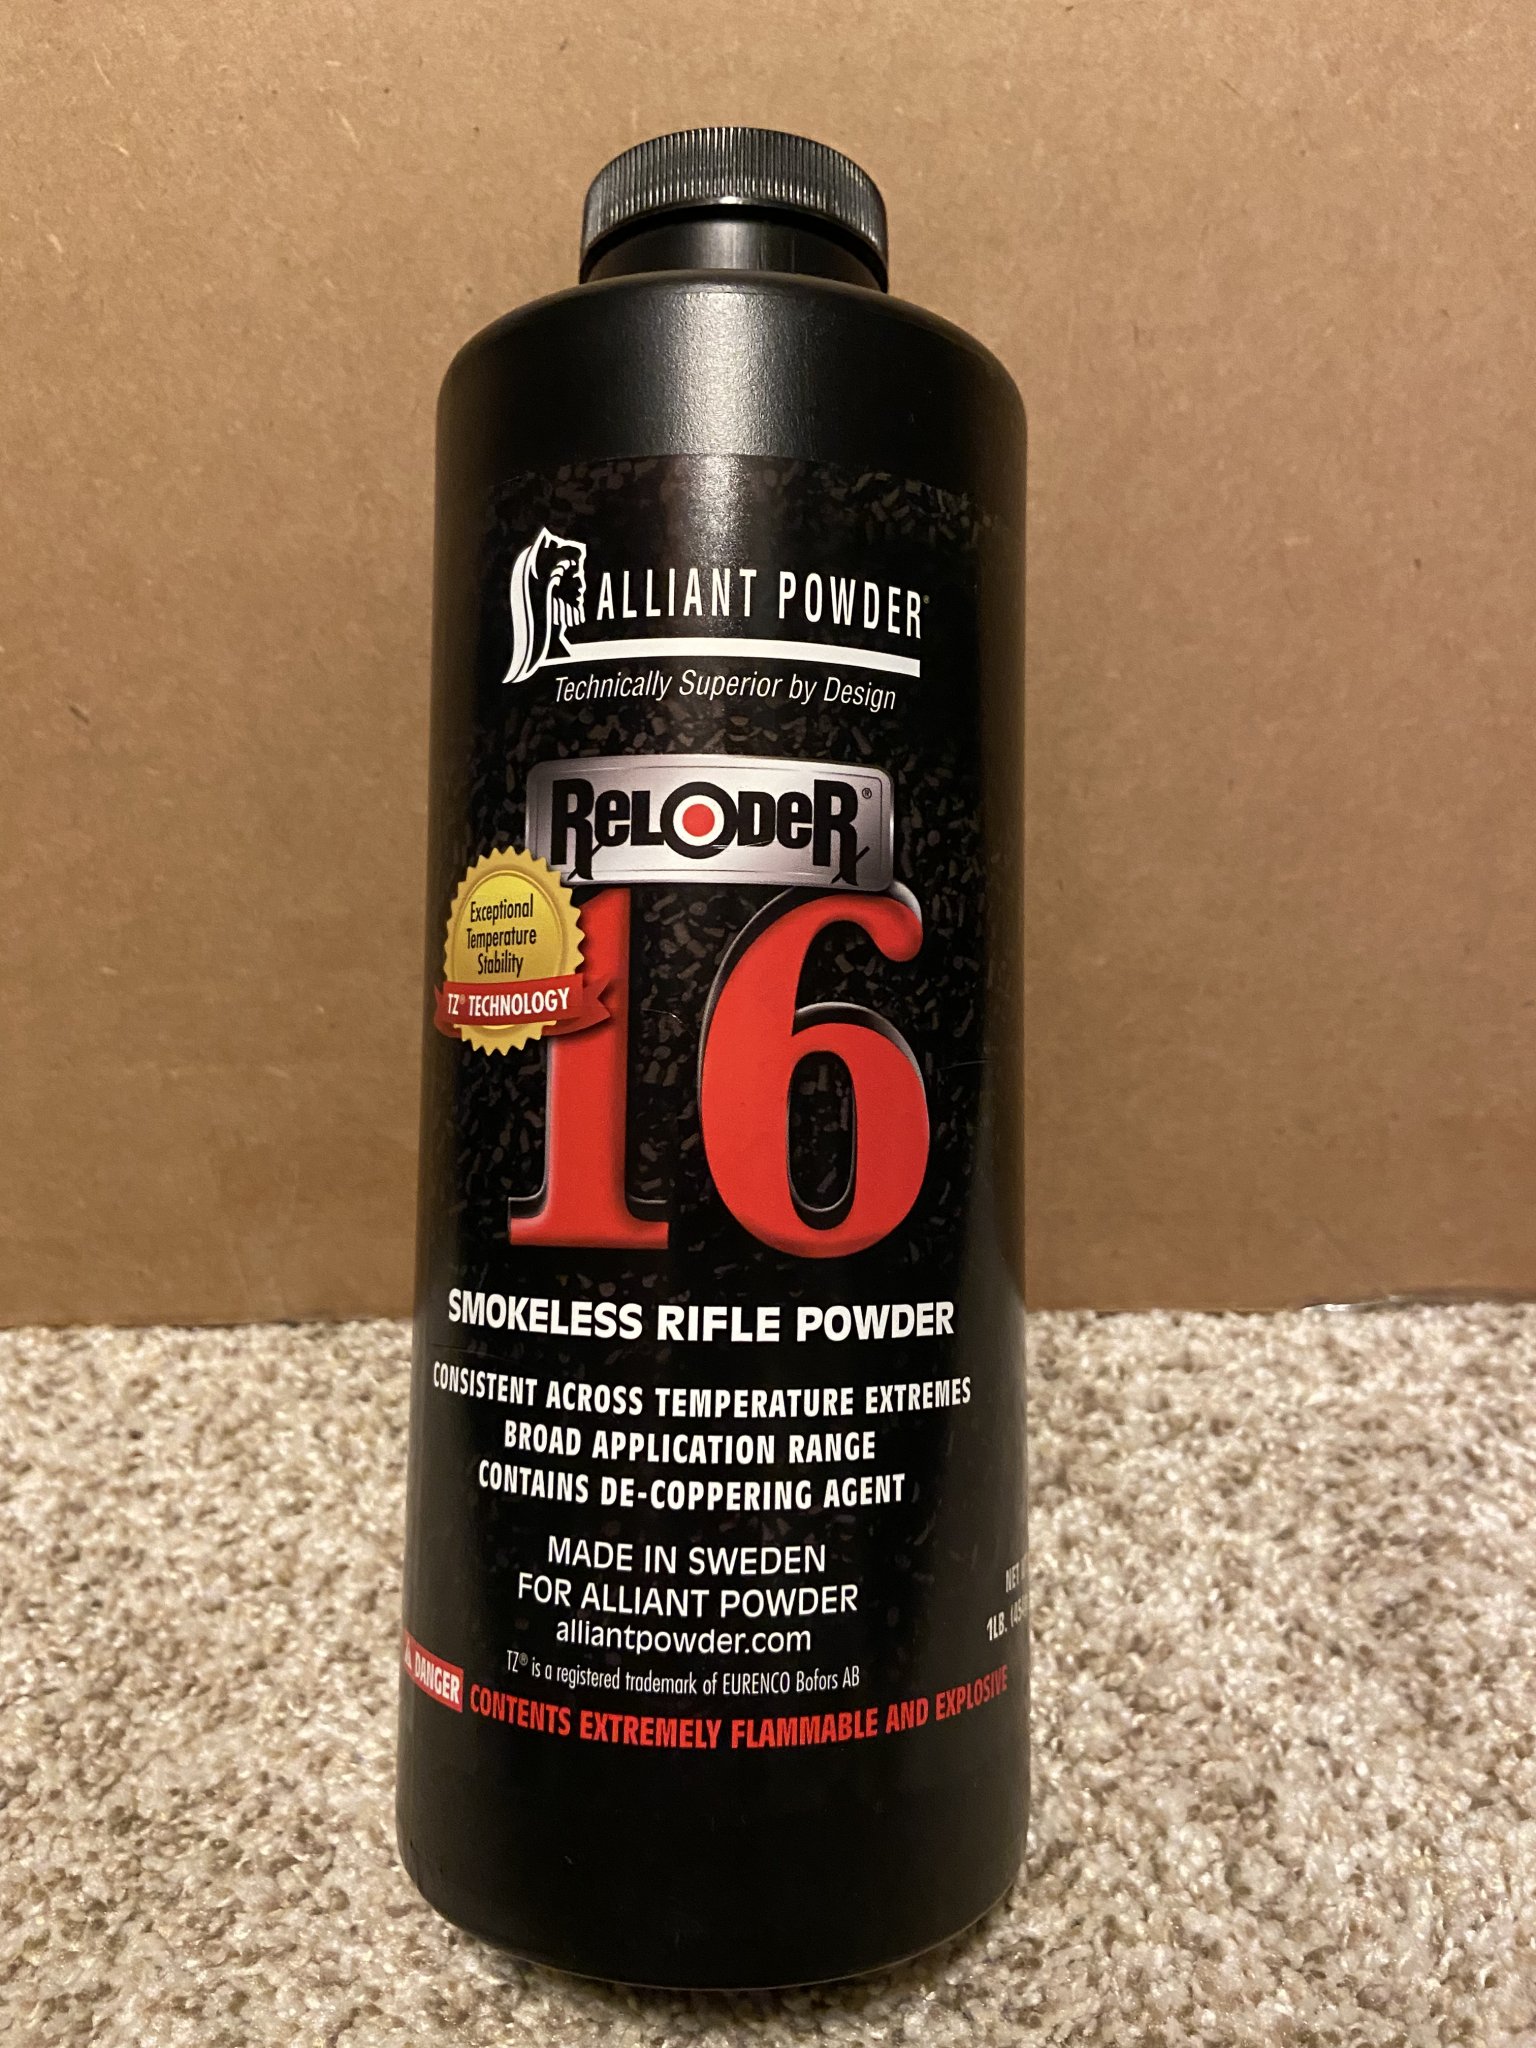 ALLIANT POWDER®
Technically Superior by Design
ReLODeR®
16
Exceptional
Temperature
Stability
TZ® TECHNOLOGY
SMOKELESS RIFLE POWDER
CONSISTENT ACROSS TEMPERATURE EXTREMES
BROAD APPLICATION RANGE
CONTAINS DE-COPPERING AGENT
MADE IN SWEDEN
FOR ALLIANT POWDER
alliantpowder.com
TZ® is a registered trademark of EURENCO Bofors AB
NET
1LB.
DANGER CONTENTS EXTREMELY FLAMMABLE AND EXPLOSIVE